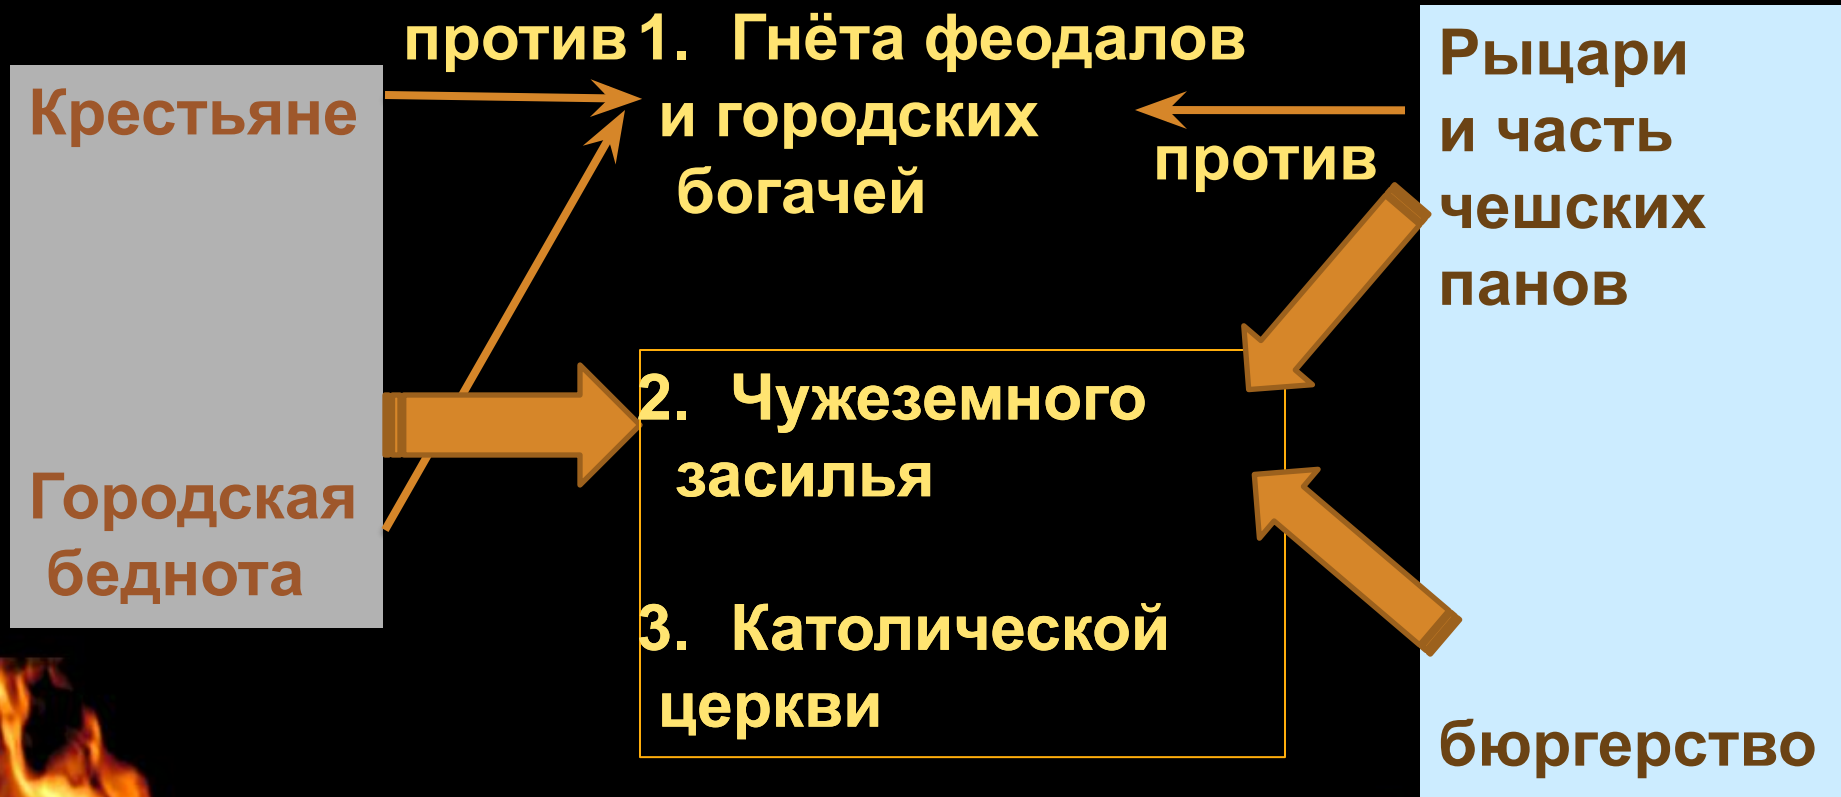 Крестьяне
Городская
беднота
против
1. Гнёта феодалов
и городских
богачей
против
2. Чужеземного
засилья
3. Католической
церкви
Рыцари
и часть
чешских
панов
бюргерство